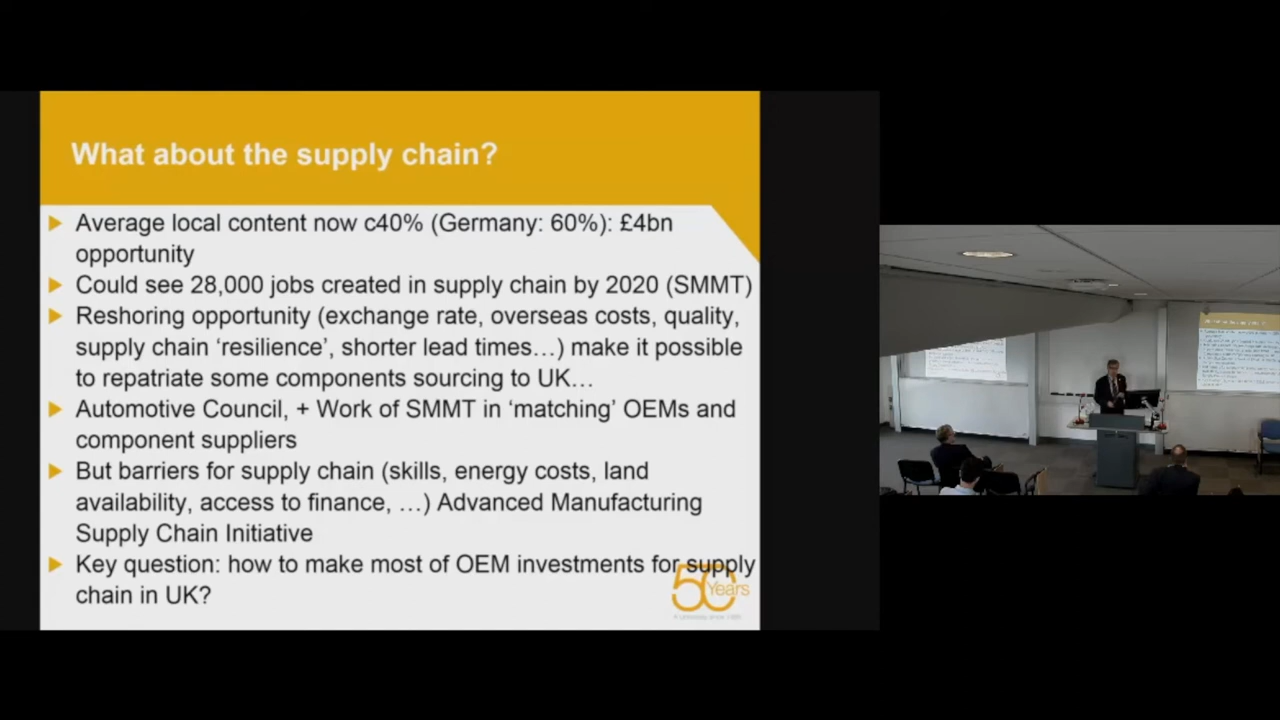 What about the supply chain?
Average local content now c40% (Germany: 60%): £4bn
opportunity
Could see 28,000 jobs created in supply chain by 2020 (SMMT)
Reshoring opportunity (exchange rate, overseas costs, quality,
supply chain ‘resilience’, shorter lead times…) make it possible
to repatriate some components sourcing to UK…
Automotive Council, + Work of SMMT in ‘matching’ OEMs and
component suppliers
But barriers for supply chain (skills, energy costs, land
availability, access to finance, …) Advanced Manufacturing
Supply Chain Initiative
Key question: how to make most of OEM investments for supply
chain in UK?
50
Years